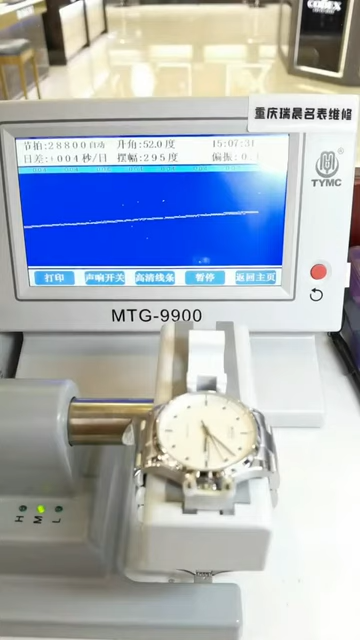 CODEX
重庆瑞晨名表维修
节拍:28800自动 升角:52.0度 15:07:31
日差:+004秒/日 摆幅:295度 偏振:0.1
TYMC
打印 声响开关 高清线条 暂停 返回主页
MTG-9900
H M L